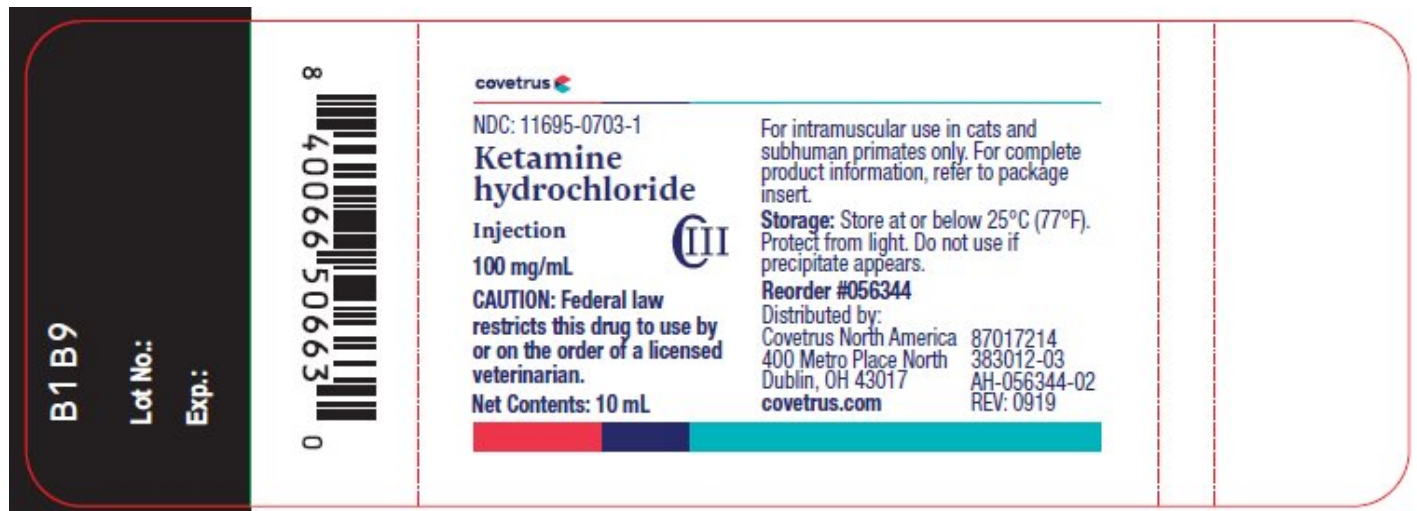 B1B9
Lot No.:
Exp.:
8 40066 50663 0
covetrus
NDC: 11695-0703-1
Ketamine
hydrochloride
Injection
CIII
100 mg/mL
CAUTION: Federal law
restricts this drug to use by
or on the order of a licensed
veterinarian.
Net Contents: 10 mL
For intramuscular use in cats and
subhuman primates only. For complete
product information, refer to package
insert.
Storage: Store at or below 25°C (77°F).
Protect from light. Do not use if
precipitate appears.
Reorder #056344
Distributed by:
Covetrus North America
400 Metro Place North
Dublin, OH 43017
covetrus.com
87017214
383012-03
AH-056344-02
REV: 0919